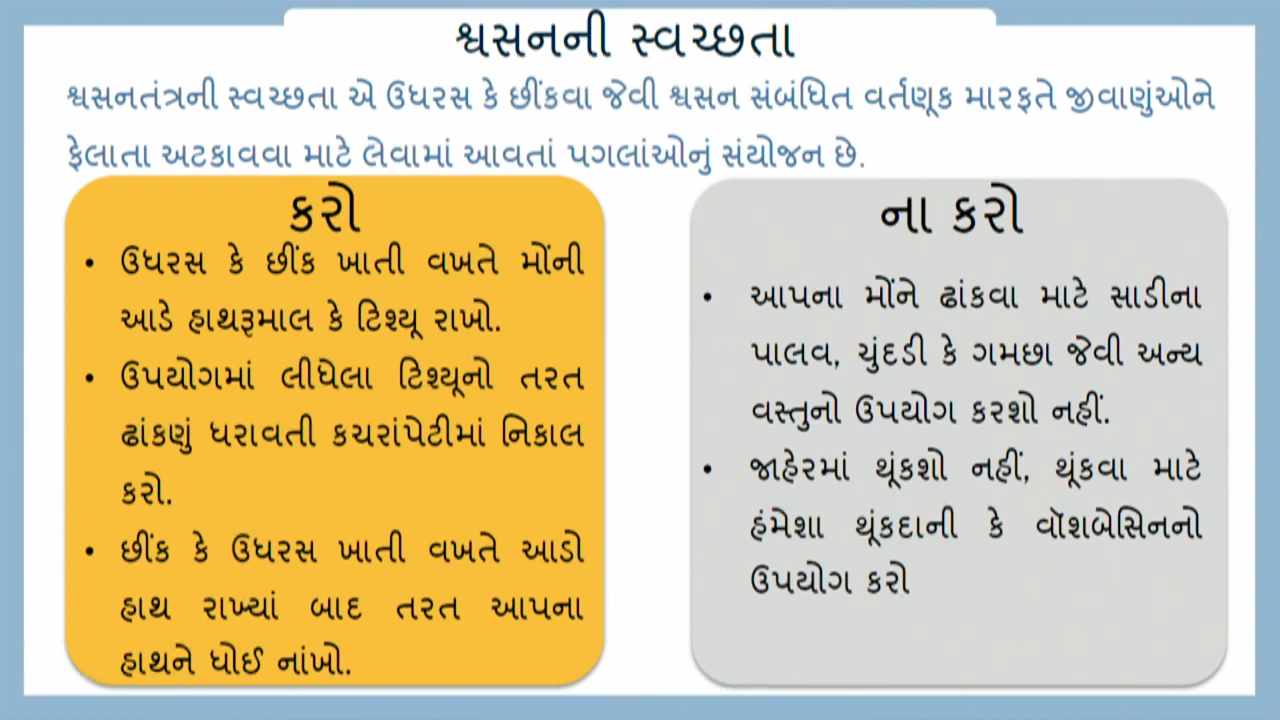 શ્વસનની સ્વચ્છતા
શ્વસનતંત્રની સ્વચ્છતા એ ઉધરસ કે છીંકવા જેવી શ્વસન સંબંધિત વર્તણૂક મારફતે જીવાણુંઓને
ફેલાતા અટકાવવા માટે લેવામાં આવતાં પગલાંઓનું સંયોજન છે.
કરો
• ઉધરસ કે છીંક ખાતી વખતે મોંની
આડે હાથરૂમાલ કે ટિશ્યૂ રાખો.
• ઉપયોગમાં લીધેલા ટિશ્યૂનો તરત
ઢાંકણું ધરાવતી કચરાંપેટીમાં નિકાલ
કરો.
• છીંક કે ઉધરસ ખાતી વખતે આડો
હાથ રાખ્યાં બાદ તરત આપના
હાથને ધોઈ નાંખો.
ના કરો
• આપના મોંને ઢાંકવા માટે સાડીના
પાલવ, ચુંદડી કે ગમછા જેવી અન્ય
વસ્તુનો ઉપયોગ કરશો નહીં.
• જાહેરમાં થૂંકશો નહીં, થૂંકવા માટે
હંમેશા થૂંકદાની કે વૉશબેસિનનો
ઉપયોગ કરો